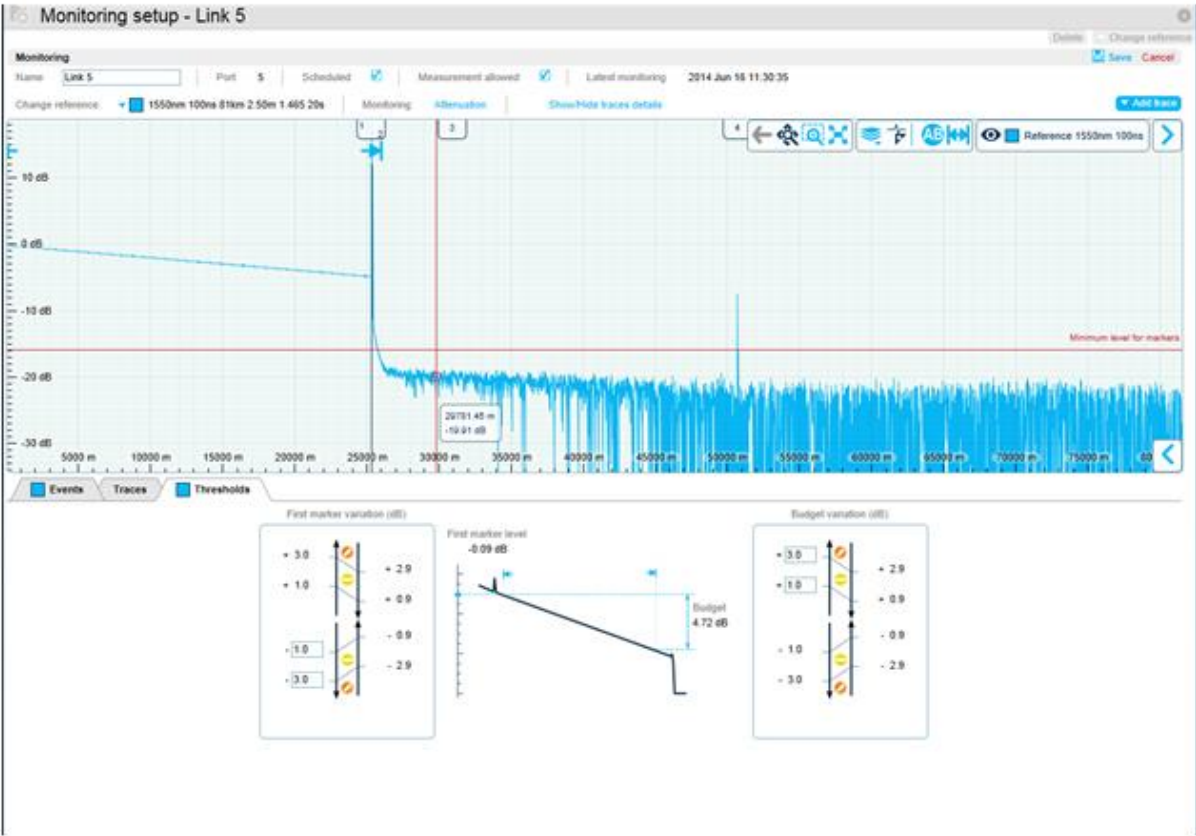 Monitoring setup - Link 5
Delete Change reference
Monitoring Save Cancel
Name Link 5 Port 5 Scheduled Measurement allowed Latest monitoring 2014 Jun 16 11:30:35
Change reference 1550nm 100ns 81km 2.50m 1.465 20s Monitoring Attenuation Show/Hide traces details Add trace
1 2 3 4 AB Reference 1550nm 100ns
10 dB
0 dB
-10 dB
Minimum level for markers
-20 dB
29781.45 m
-19.91 dB
-30 dB
5000 m 10000 m 15000 m 20000 m 25000 m 30000 m 35000 m 40000 m 45000 m 50000 m 55000 m 60000 m 65000 m 70000 m 75000 m 80
Events Traces Thresholds
First marker variation (dB) Budget variation (dB)
First marker level
-0.09 dB
+ 3.0 + 3.0
+ 2.9 + 2.9
+ 1.0 + 1.0
+ 0.9 + 0.9
Budget
4.72 dB
- 0.9 - 0.9
- 1.0 - 1.0
- 2.9 - 2.9
- 3.0 - 3.0